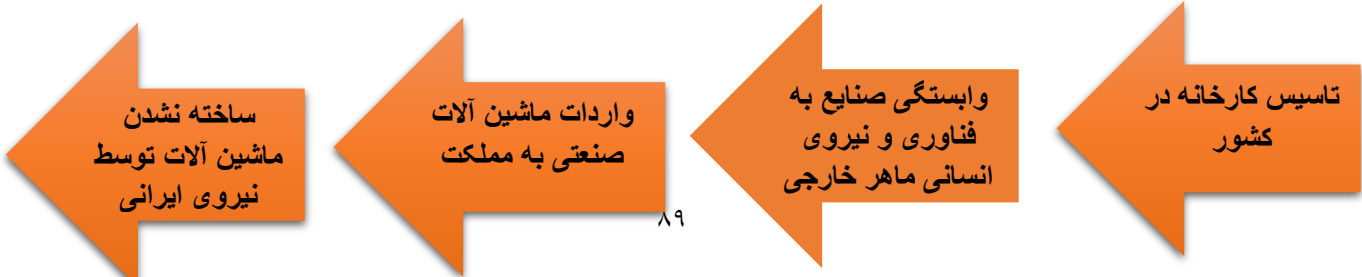 تاسیس کارخانه در
کشور
وابستگی صنایع به
فناوری و نیروی
انسانی ماهر خارجی
واردات ماشین آلات
صنعتی به مملکت
ساخته نشدن
ماشین آلات توسط
نیروی ایرانی
۸۹